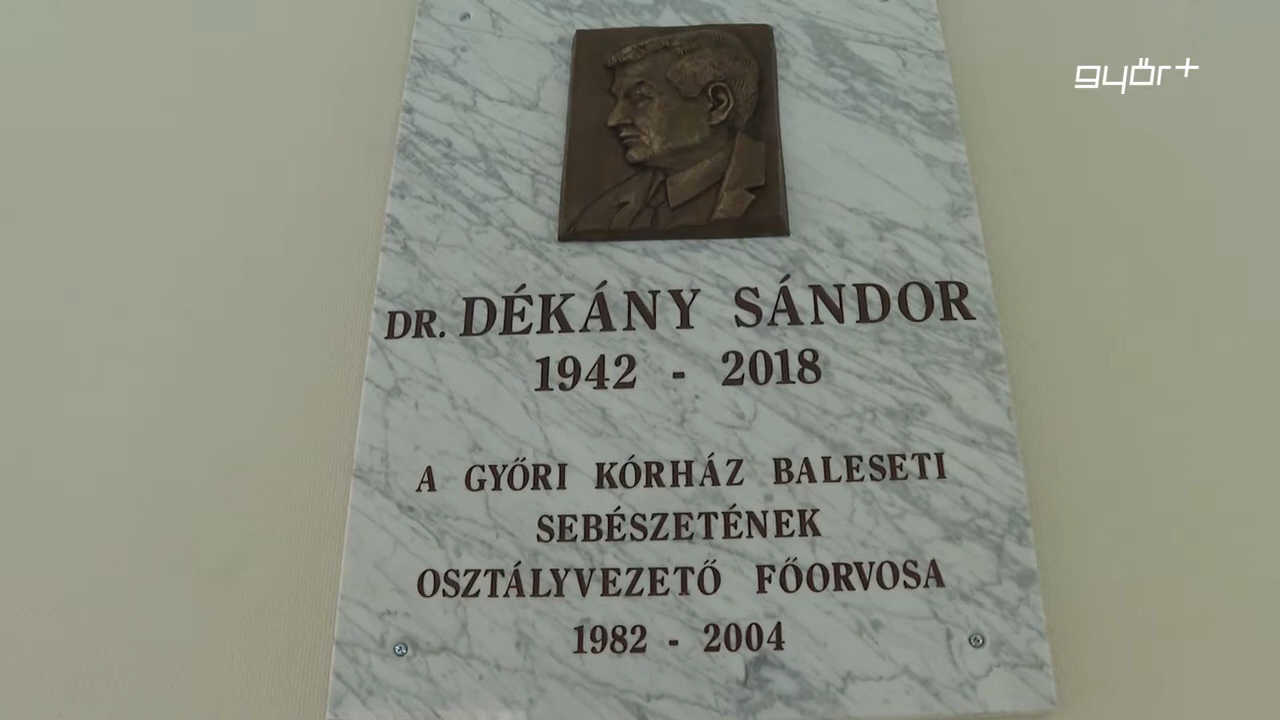 győr+
DR. DÉKÁNY SÁNDOR
1942 - 2018
A GYŐRI KÓRHÁZ BALESETI
SEBÉSZETÉNEK
OSZTÁLYVEZETŐ FŐORVOSA
1982 - 2004